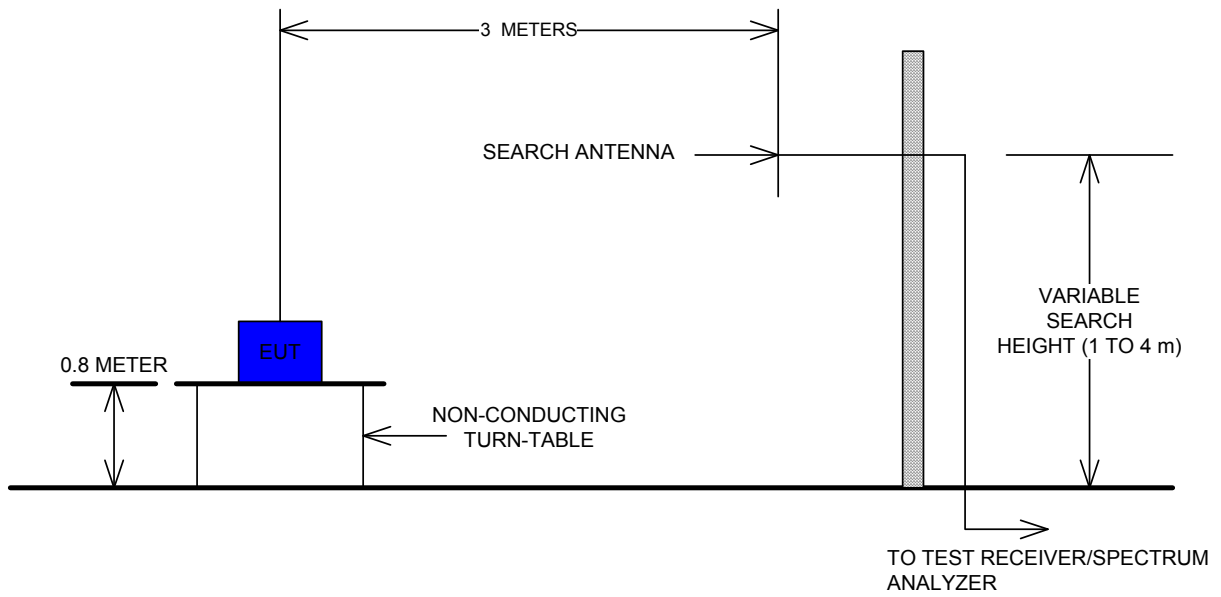 3 METERS
SEARCH ANTENNA
VARIABLE
SEARCH
HEIGHT (1 TO 4 m)
EUT
0.8 METER
NON-CONDUCTING
TURN-TABLE
TO TEST RECEIVER/SPECTRUM
ANALYZER